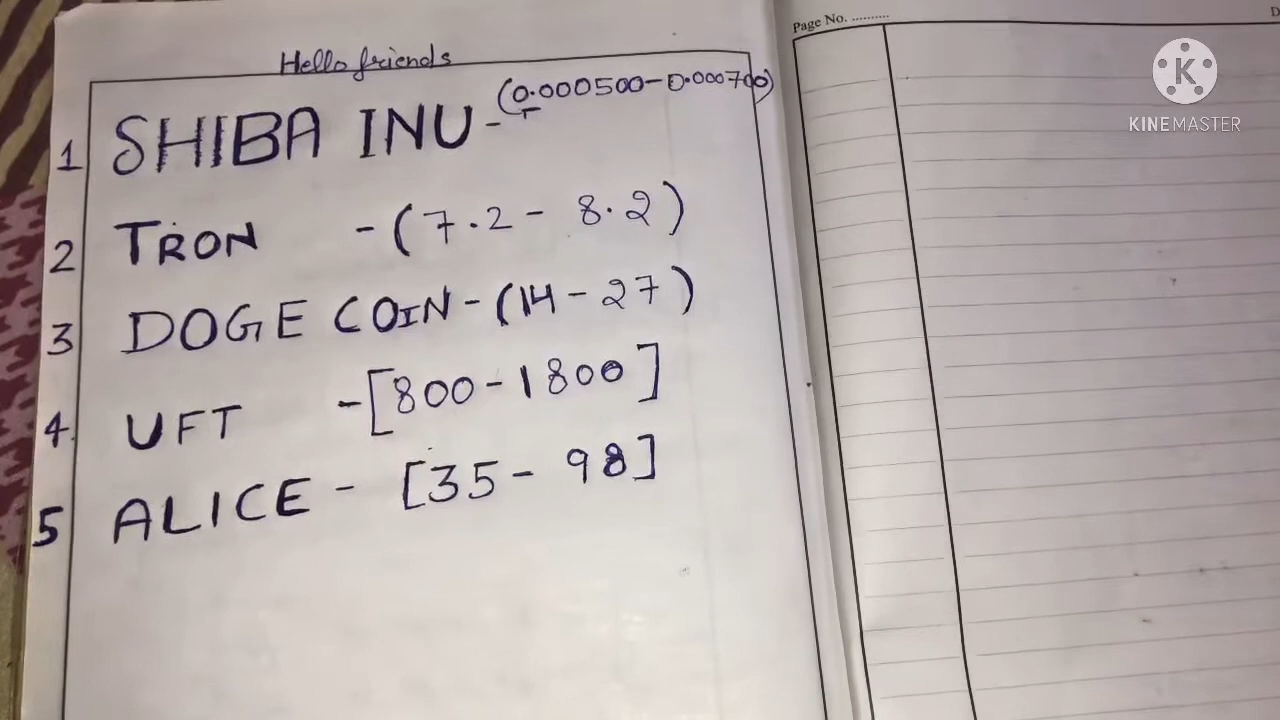 Hello friends
1 SHIBA INU - (0.000500-0.000700)
2 TRON - (7.2 - 8.2)
3 DOGE COIN - (14 - 27)
4. UFT - [800-1800]
5 ALICE - [35 - 98]
Page No. ..........
D
K
KINEMASTER